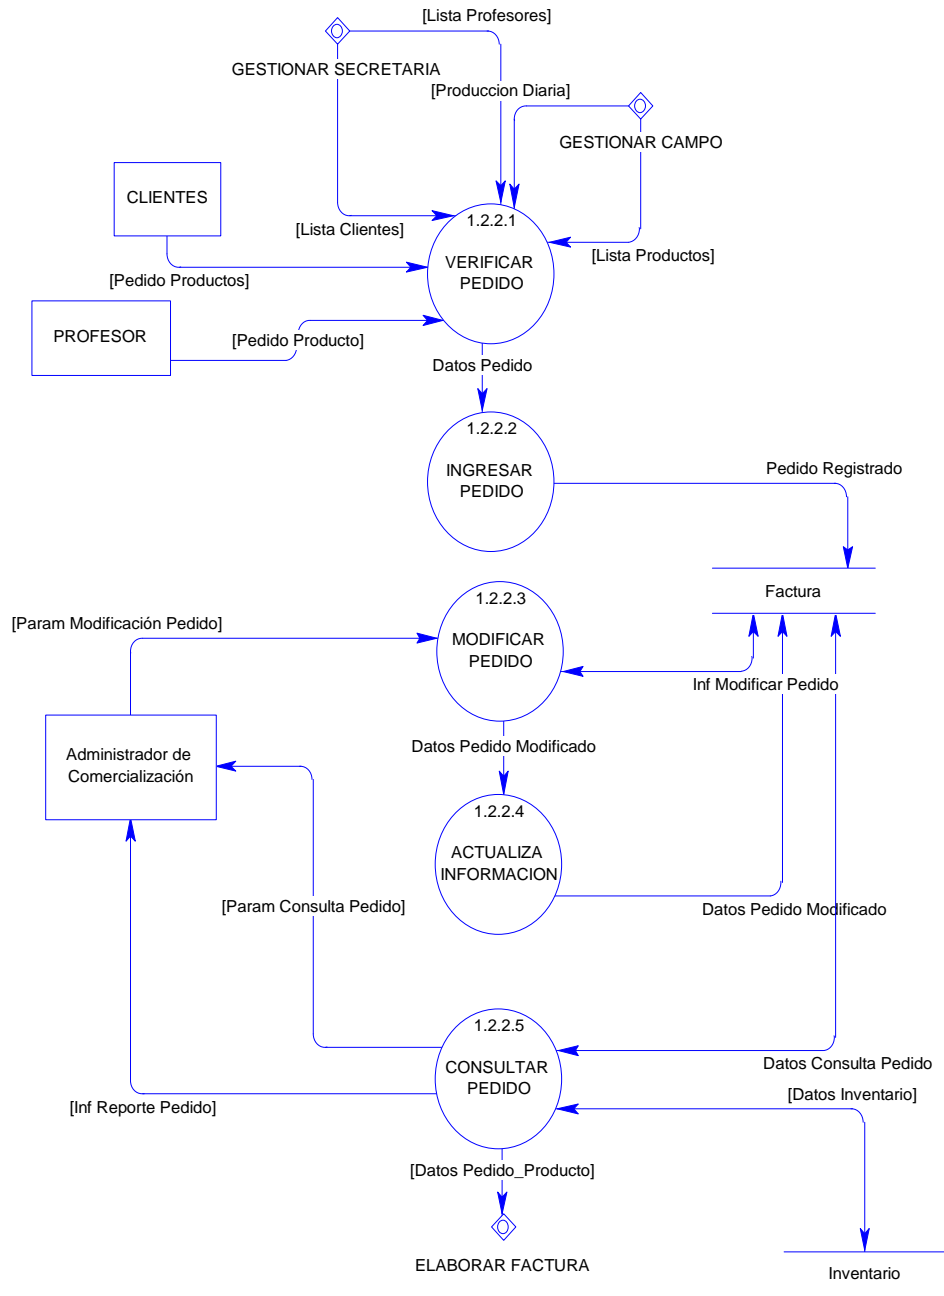 [Lista Profesores]
GESTIONAR SECRETARIA
[Produccion Diaria]
GESTIONAR CAMPO
CLIENTES
1.2.2.1
[Lista Clientes]
[Lista Productos]
VERIFICAR
PEDIDO
[Pedido Productos]
PROFESOR
[Pedido Producto]
Datos Pedido
1.2.2.2
INGRESAR
PEDIDO
Pedido Registrado
Factura
1.2.2.3
[Param Modificación Pedido]
MODIFICAR
PEDIDO
Inf Modificar Pedido
Datos Pedido Modificado
Administrador de
Comercialización
1.2.2.4
ACTUALIZA
INFORMACION
[Param Consulta Pedido]
Datos Pedido Modificado
1.2.2.5
CONSULTAR
PEDIDO
Datos Consulta Pedido
[Datos Inventario]
[Inf Reporte Pedido]
[Datos Pedido_Producto]
ELABORAR FACTURA
Inventario